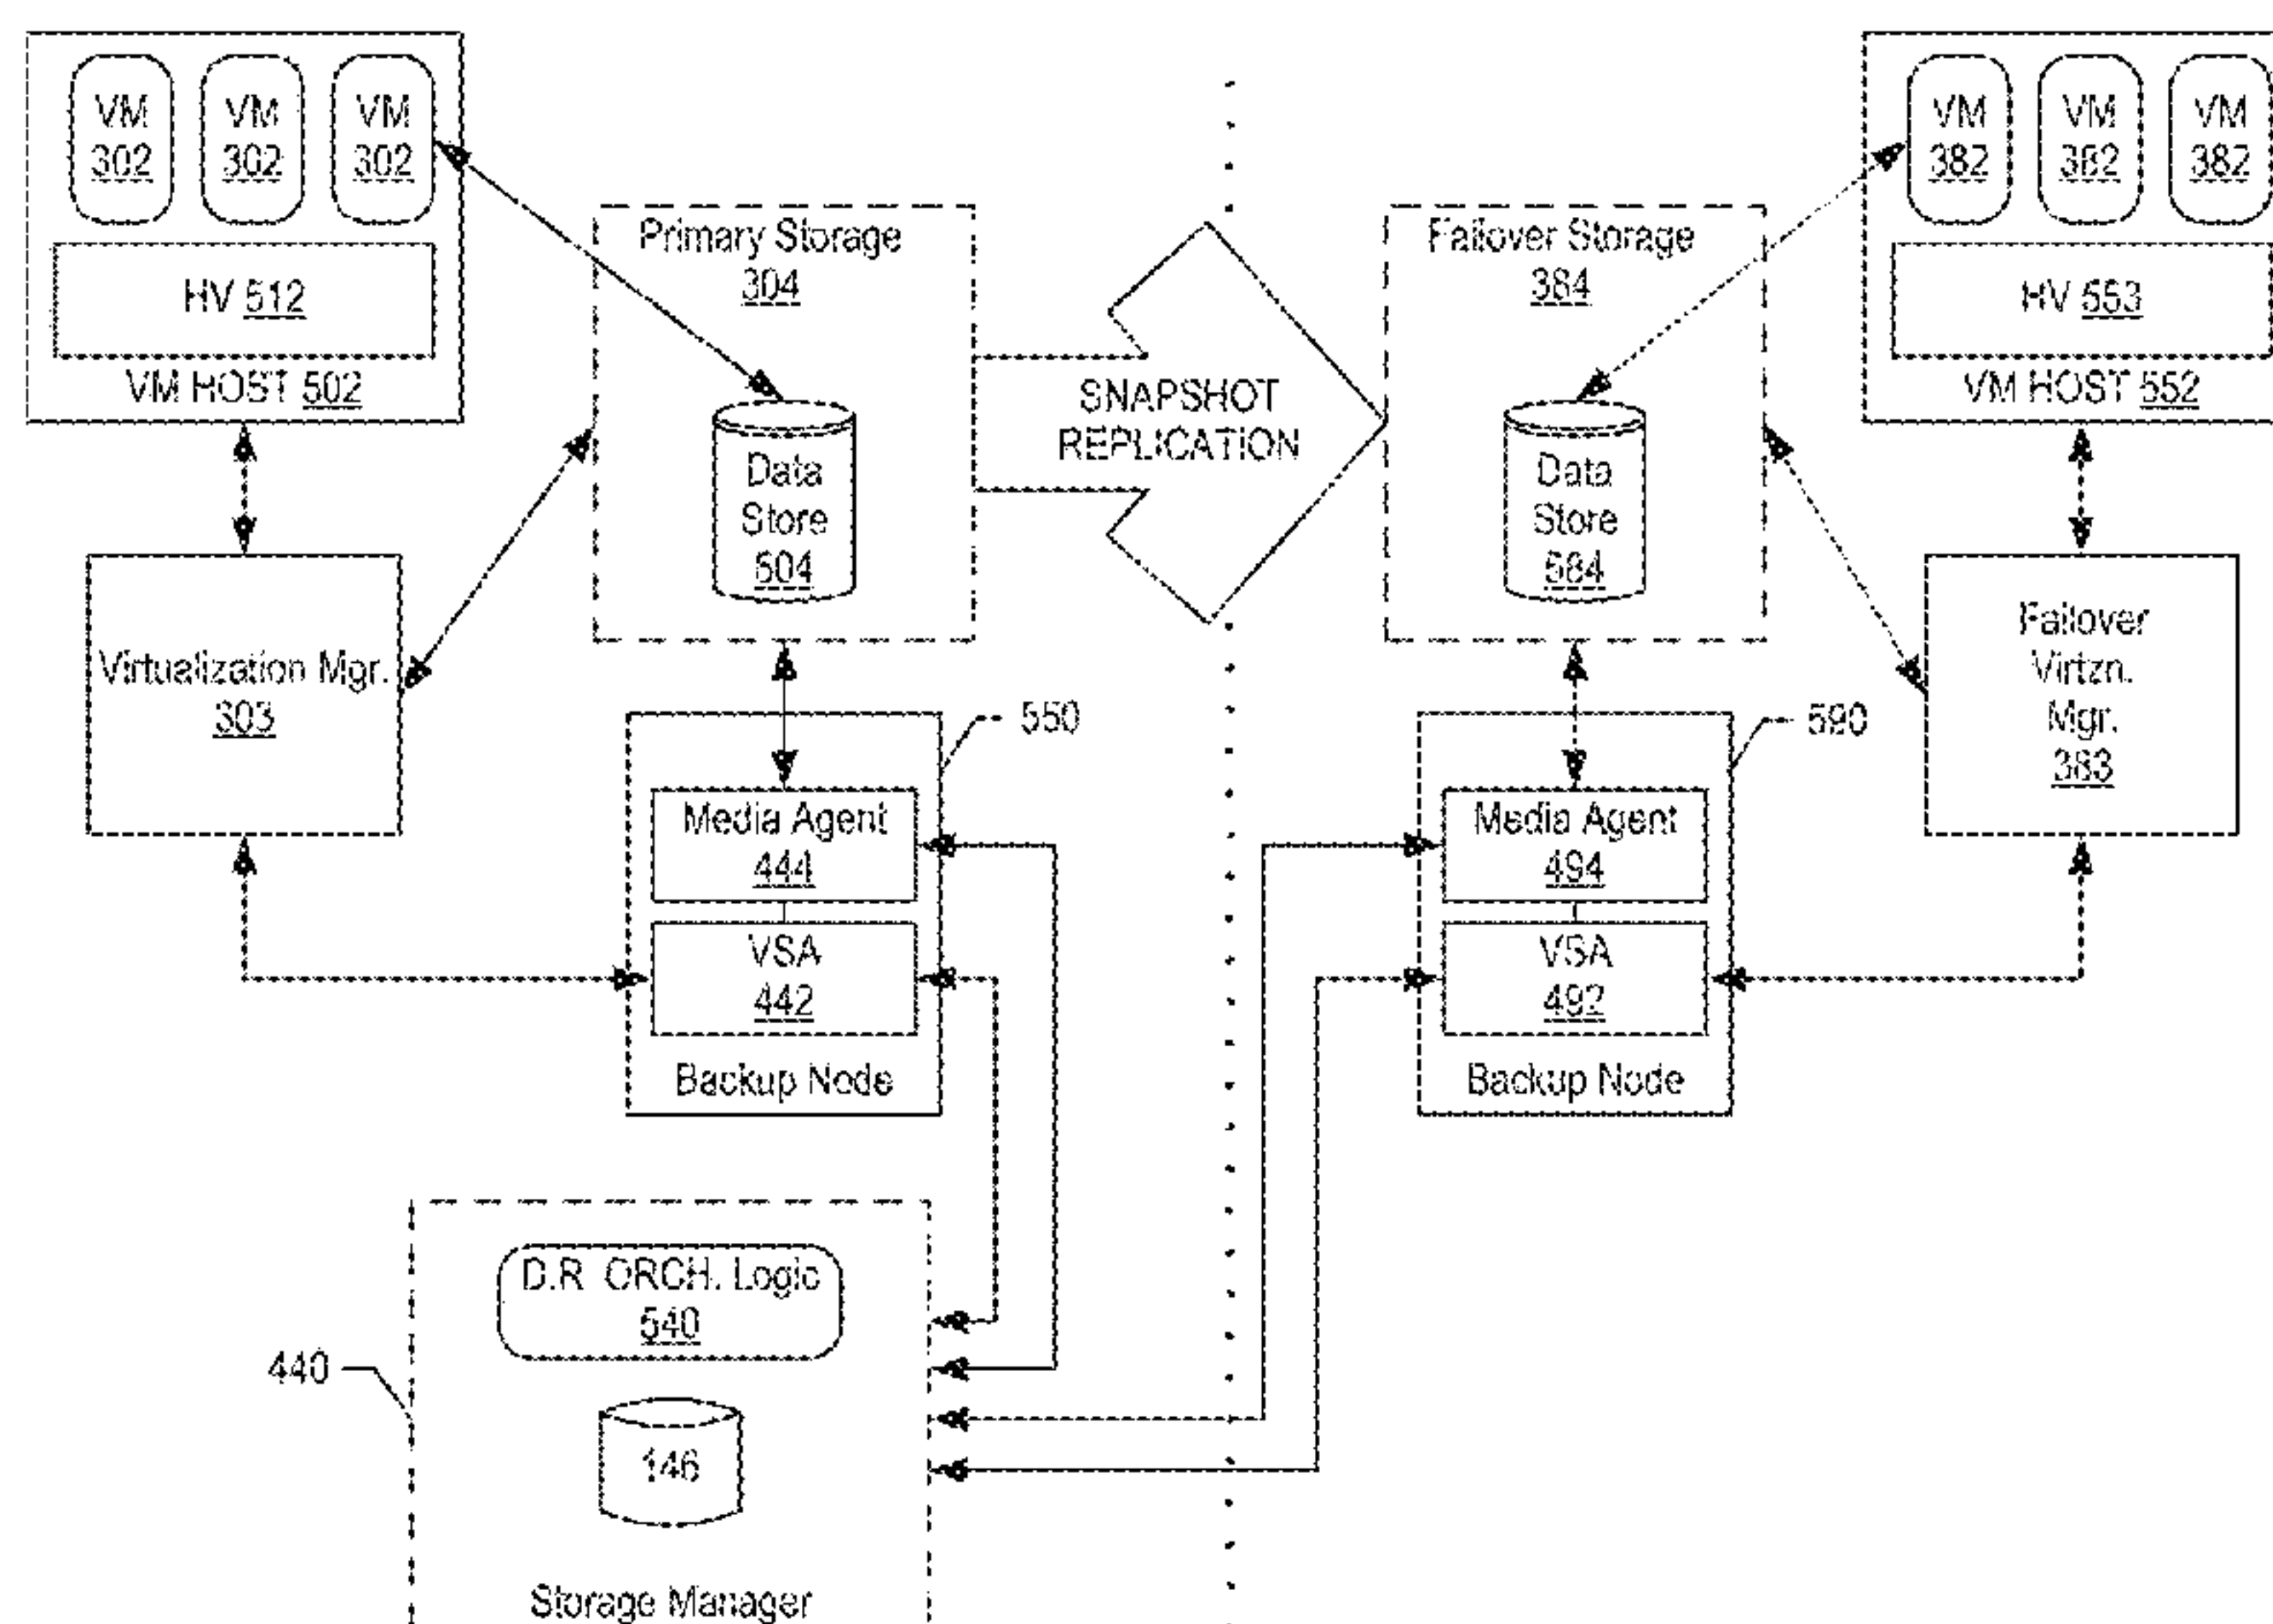 VM
302
VM
302
VM
302
HV 512
VM HOST 502
Primary Storage
304
Data
Store
504
SNAPSHOT
REPLICATION
Failover Storage
384
Data
Store
584
VM
382
VM
382
VM
382
HV 553
VM HOST 552
Virtualization Mgr.
303
Failover
Virtzn.
Mgr.
383
550
590
Media Agent
444
VSA
442
Backup Node
Media Agent
494
VSA
492
Backup Node
D.R ORCH. Logic
540
440
146
Storage Manager